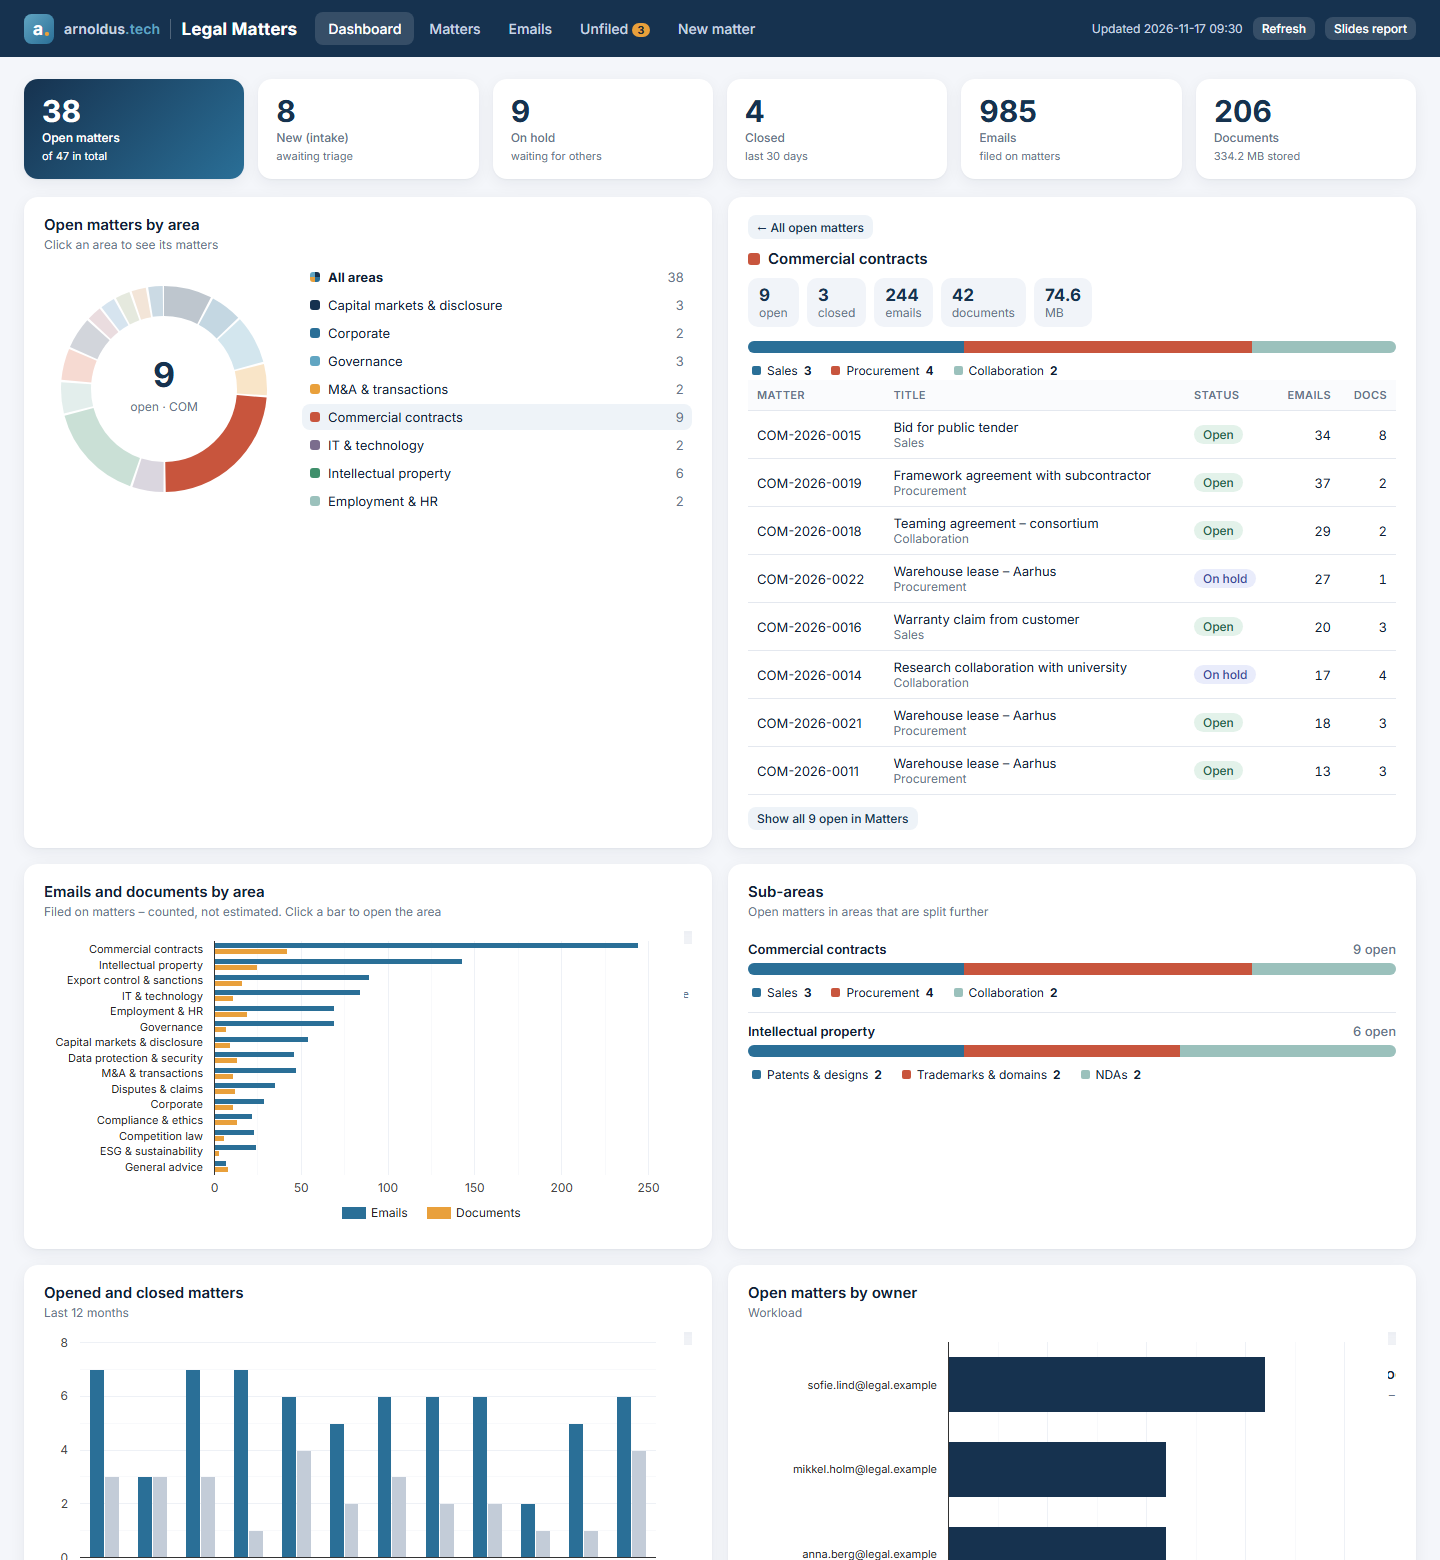 a. arnoldus.tech Legal Matters Dashboard Matters Emails Unfiled 3 New matter Updated 2026-11-17 09:30 Refresh Slides report
38
Open matters
of 47 in total
8
New (intake)
awaiting triage
9
On hold
waiting for others
4
Closed
last 30 days
985
Emails
filed on matters
206
Documents
334.2 MB stored
Open matters by area
Click an area to see its matters
9
open · COM
All areas 38
Capital markets & disclosure 3
Corporate 2
Governance 3
M&A & transactions 2
Commercial contracts 9
IT & technology 2
Intellectual property 6
Employment & HR 2
← All open matters
Commercial contracts
9 open
3 closed
244 emails
42 documents
74.6 MB
Sales 3 Procurement 4 Collaboration 2
MATTER TITLE STATUS EMAILS DOCS
COM-2026-0015 Bid for public tender Open 34 8
Sales
COM-2026-0019 Framework agreement with subcontractor Open 37 2
Procurement
COM-2026-0018 Teaming agreement – consortium Open 29 2
Collaboration
COM-2026-0022 Warehouse lease – Aarhus On hold 27 1
Procurement
COM-2026-0016 Warranty claim from customer Open 20 3
Sales
COM-2026-0014 Research collaboration with university On hold 17 4
Collaboration
COM-2026-0021 Warehouse lease – Aarhus Open 18 3
Procurement
COM-2026-0011 Warehouse lease – Aarhus Open 13 3
Procurement
Show all 9 open in Matters
Emails and documents by area
Filed on matters – counted, not estimated. Click a bar to open the area
Commercial contracts
Intellectual property
Export control & sanctions
IT & technology
Employment & HR
Governance
Capital markets & disclosure
Data protection & security
M&A & transactions
Disputes & claims
Corporate
Compliance & ethics
Competition law
ESG & sustainability
General advice
0 50 100 150 200 250
Emails Documents
Sub-areas
Open matters in areas that are split further
Commercial contracts 9 open
Sales 3 Procurement 4 Collaboration 2
Intellectual property 6 open
Patents & designs 2 Trademarks & domains 2 NDAs 2
Opened and closed matters
Last 12 months
8
6
4
2
0
Open matters by owner
Workload
sofie.lind@legal.example
mikkel.holm@legal.example
anna.berg@legal.example